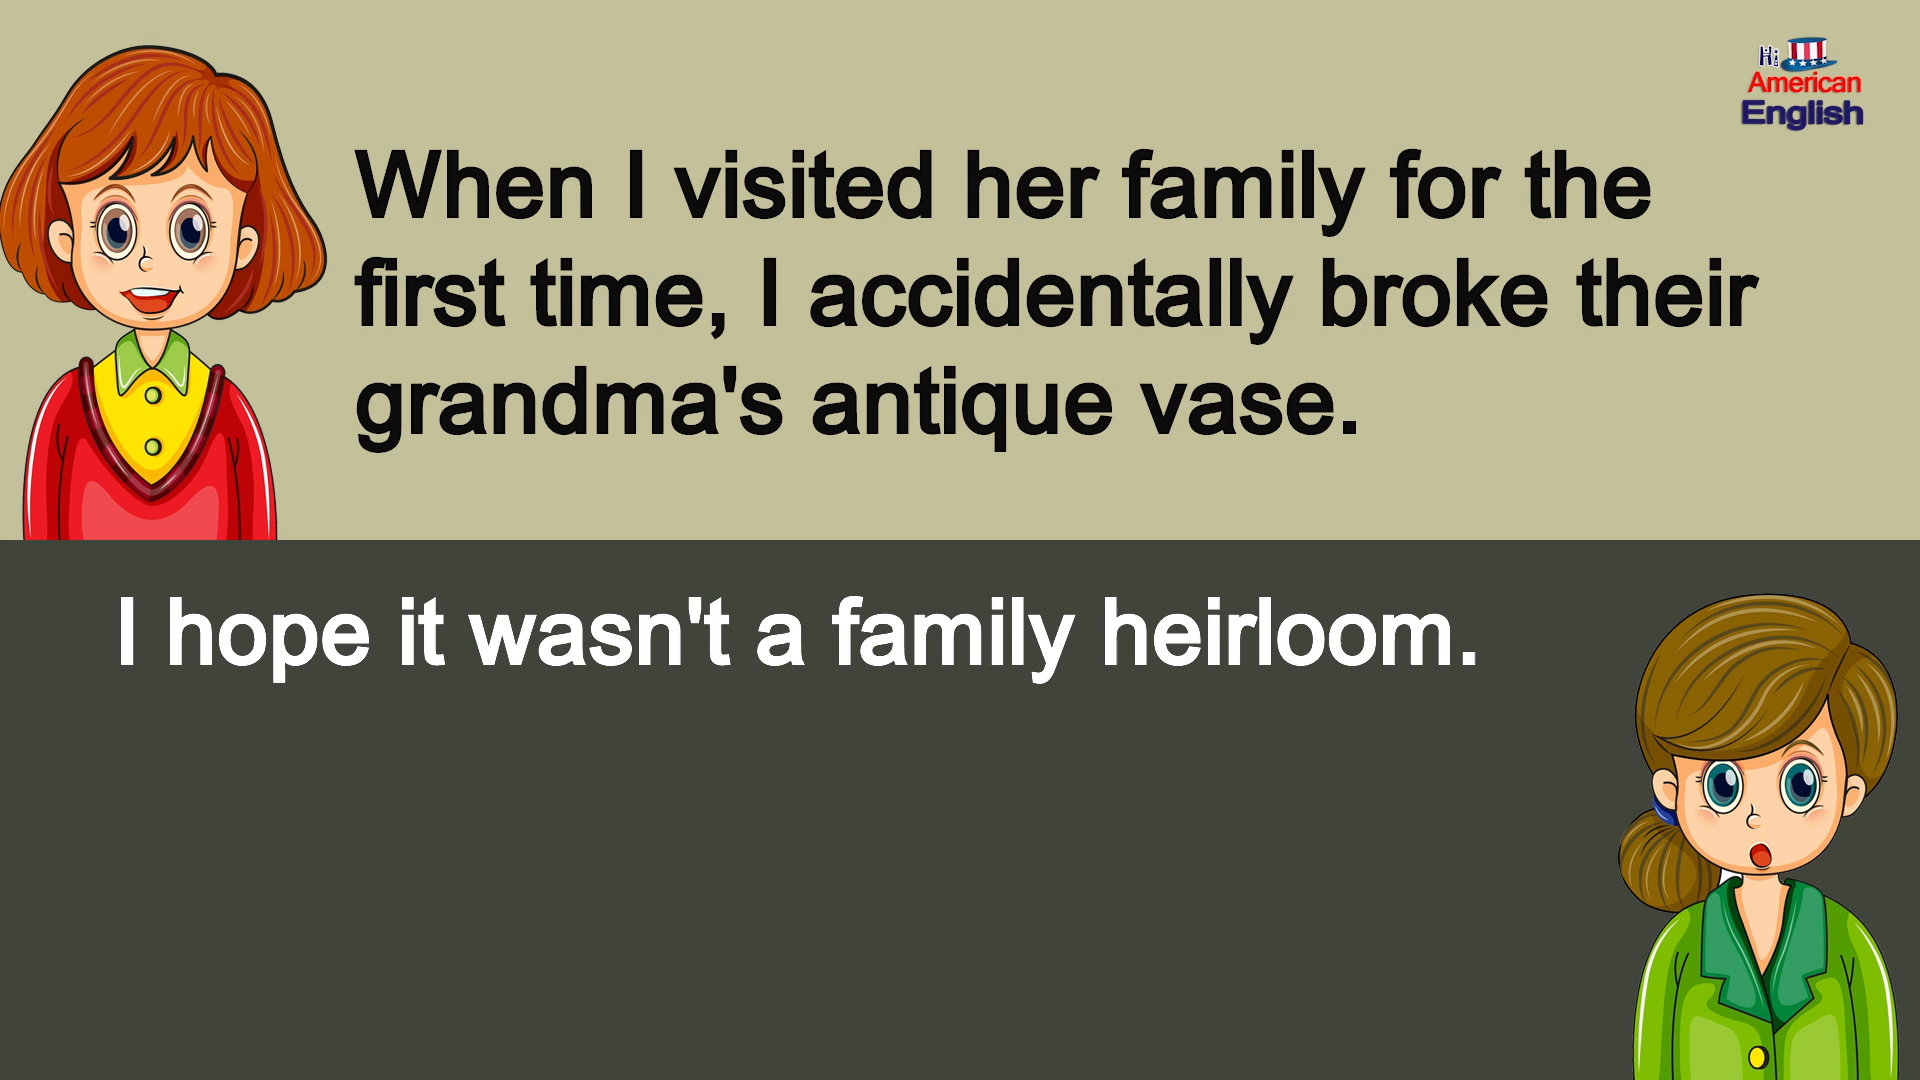 Hi
American
English
When I visited her family for the
first time, I accidentally broke their
grandma's antique vase.
I hope it wasn't a family heirloom.